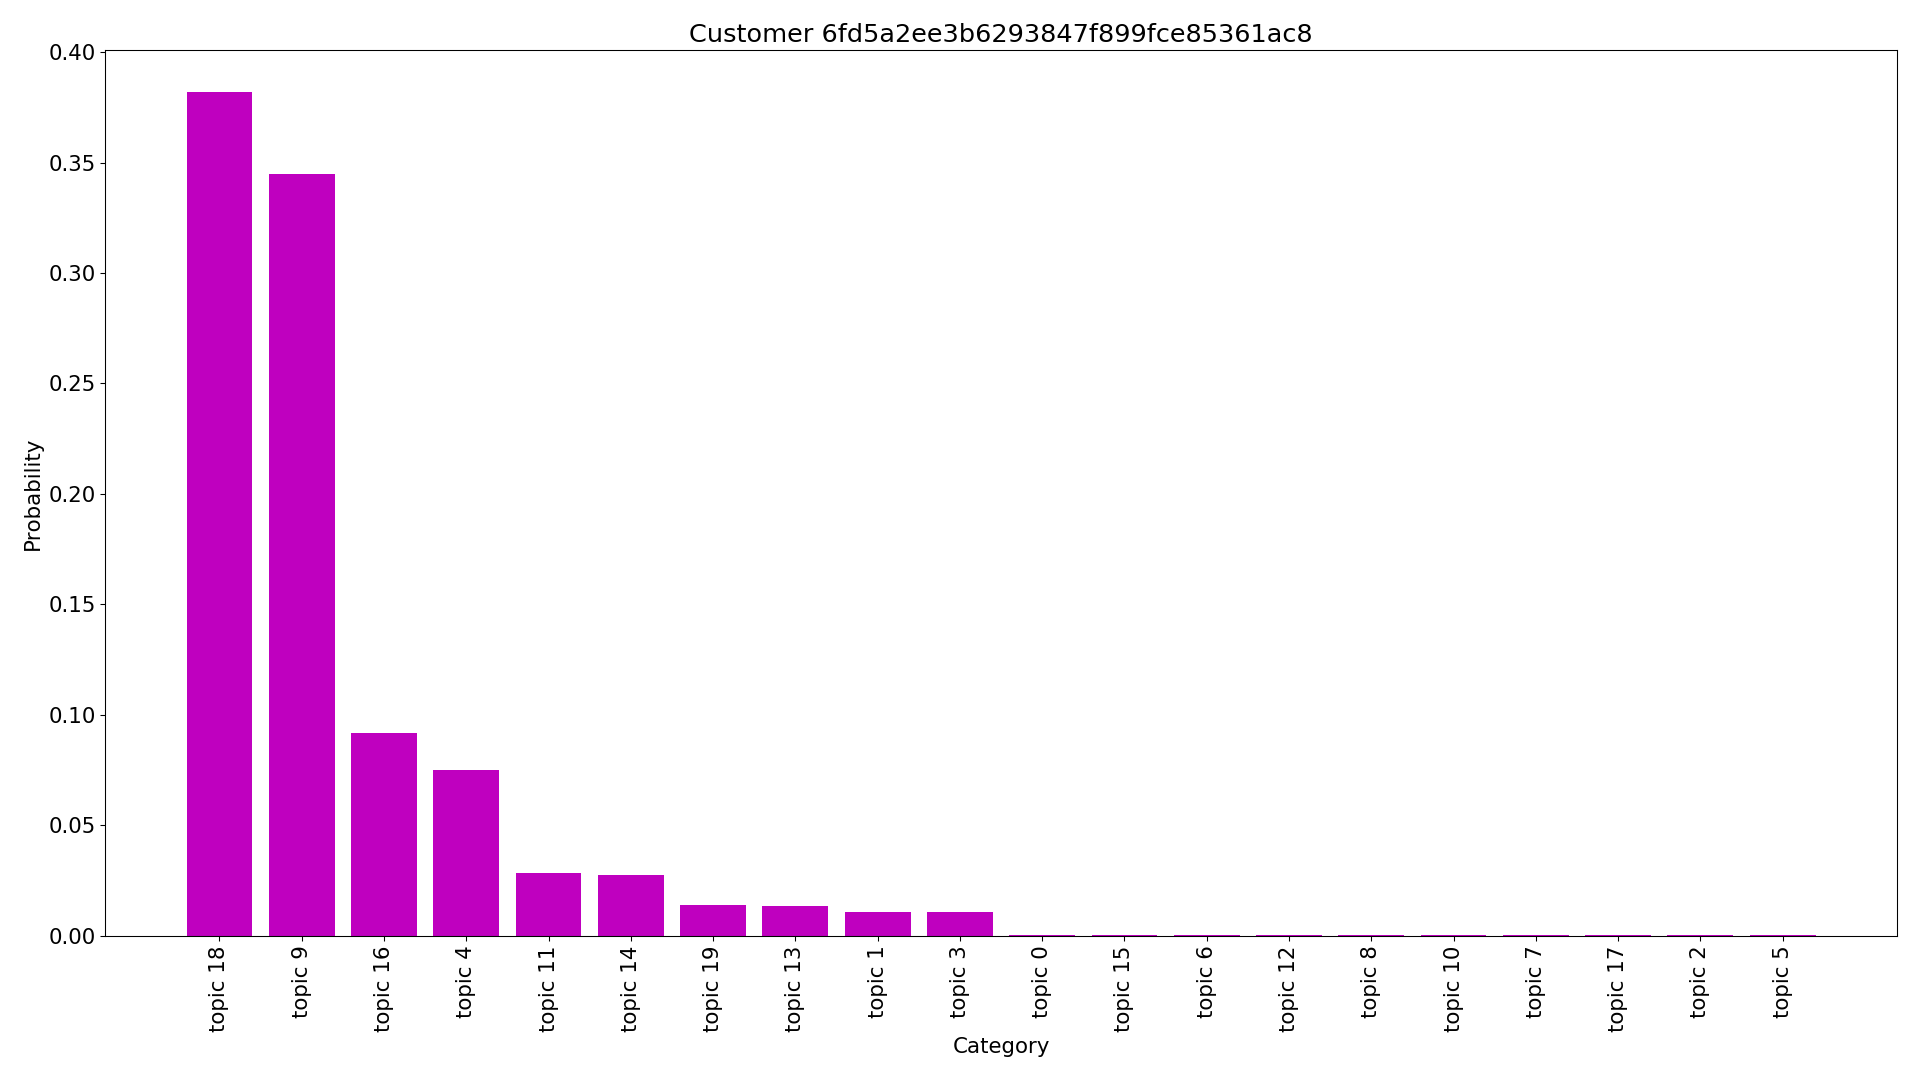 Customer 6fd5a2ee3b6293847f899fce85361ac8
0.40
0.35
0.30
0.25
0.20
0.15
0.10
0.05
0.00
Probability
topic 18
topic 9
topic 16
topic 4
topic 11
topic 14
topic 19
topic 13
topic 1
topic 3
topic 0
topic 15
topic 6
topic 12
topic 8
topic 10
topic 7
topic 17
topic 2
topic 5
Category